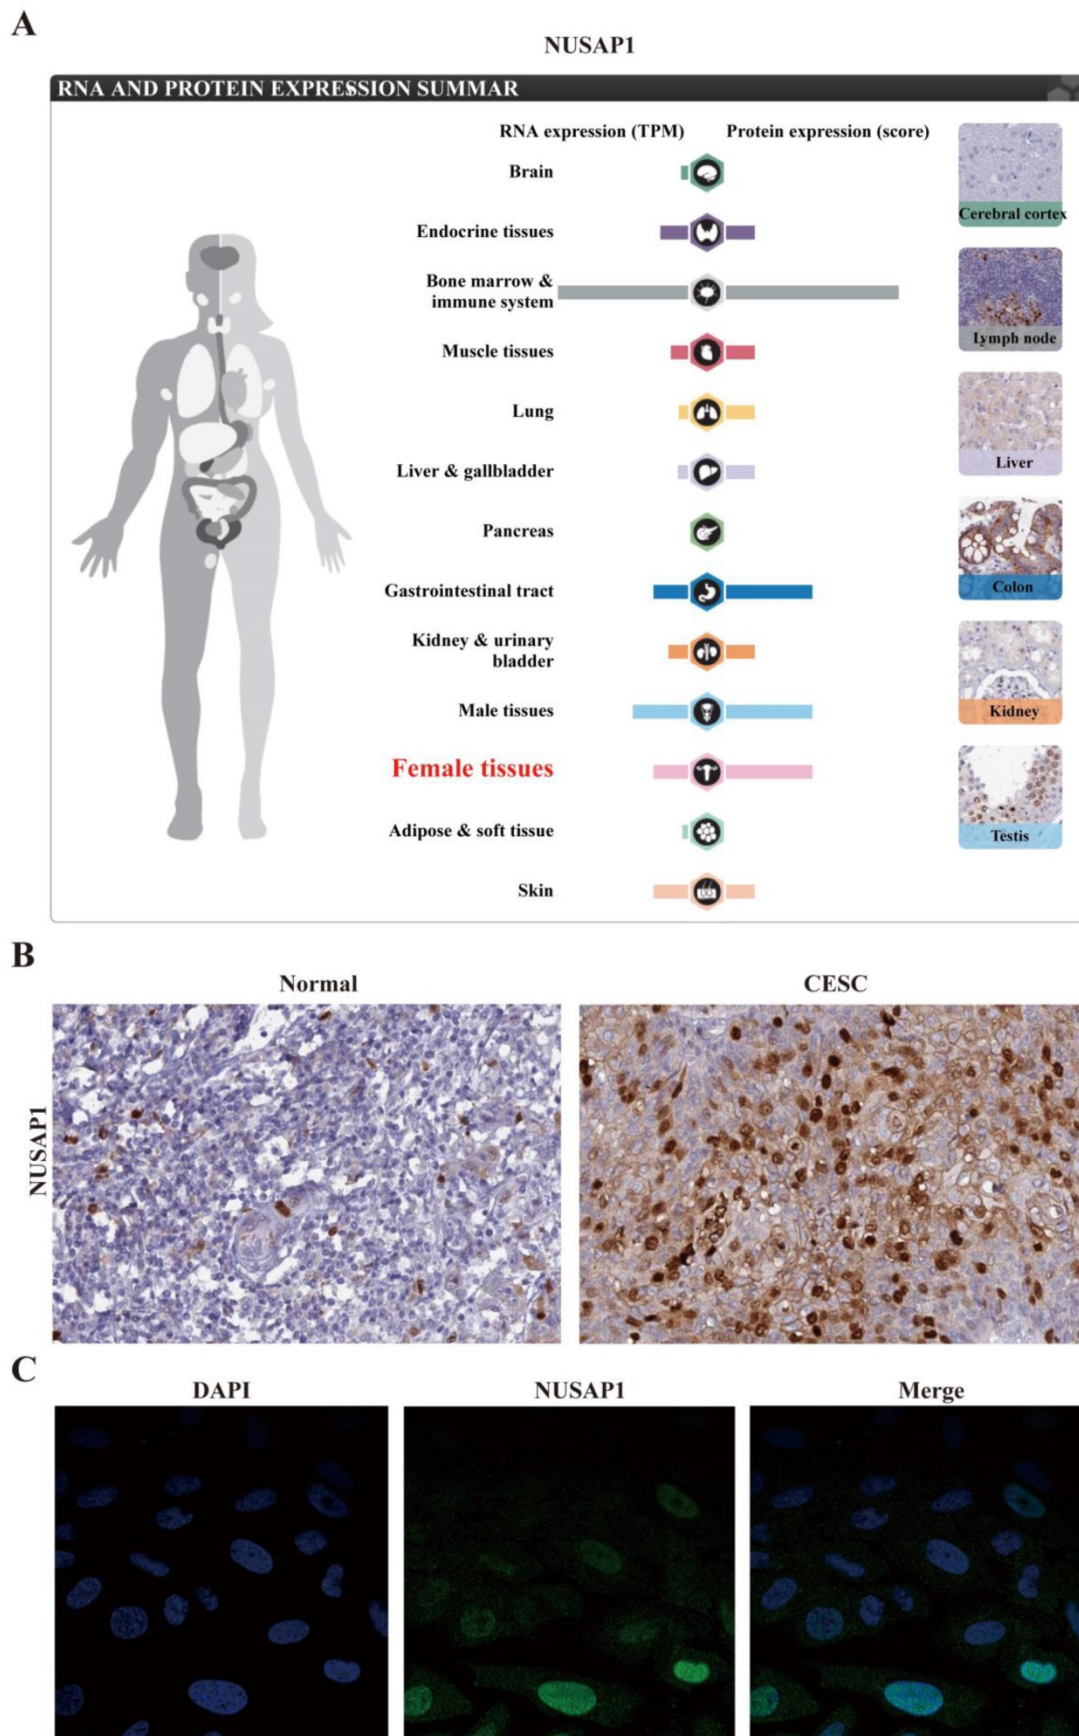 A
NUSAP1
RNA AND PROTEIN EXPRESSION SUMMAR
RNA expression (TPM) Protein expression (score)
Brain
Endocrine tissues
Bone marrow &
immune system
Muscle tissues
Lung
Liver & gallbladder
Pancreas
Gastrointestinal tract
Kidney & urinary
bladder
Male tissues
Female tissues
Adipose & soft tissue
Skin
Cerebral cortex
Lymph node
Liver
Colon
Kidney
Testis
B
Normal CESC
NUSAP1
C
DAPI NUSAP1 Merge